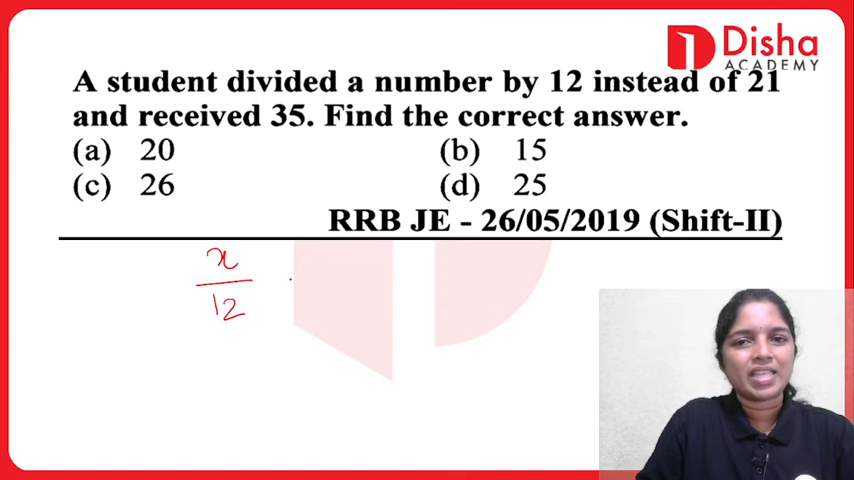 Disha
ACADEMY
A student divided a number by 12 instead of 21
and received 35. Find the correct answer.
(a) 20 (b) 15
(c) 26 (d) 25
RRB JE - 26/05/2019 (Shift-II)
x
12